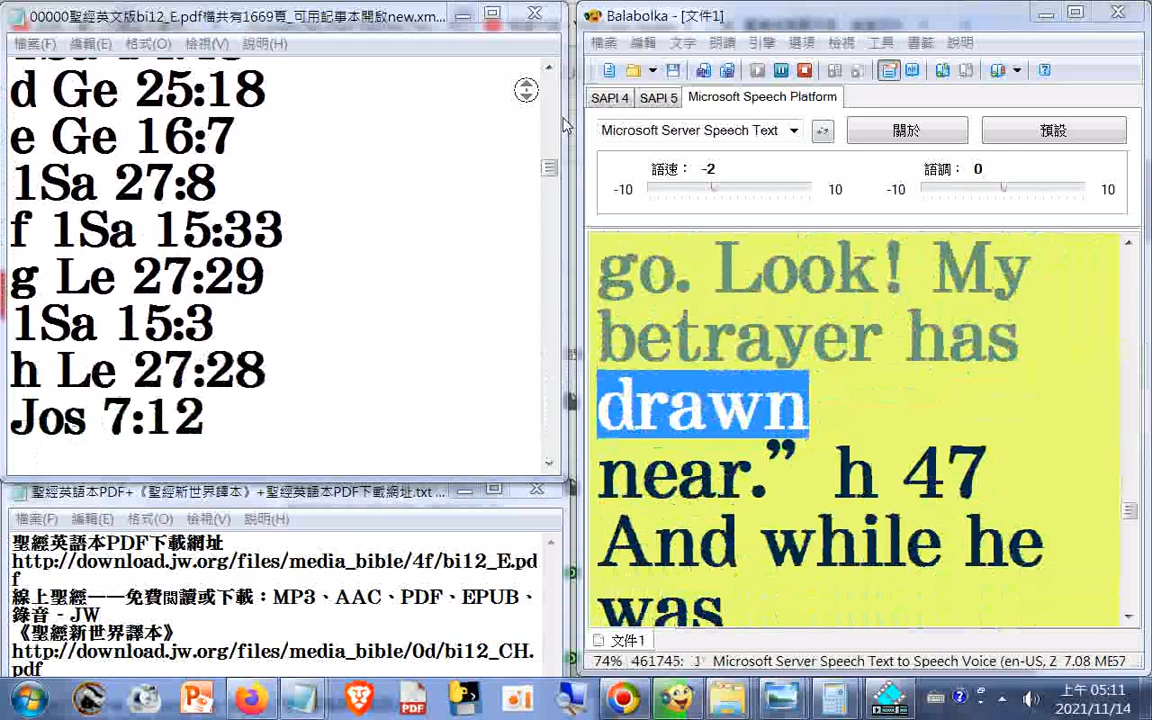 00000聖經英文版bi12_E.pdf檔共有1669頁_可用記事本開啟new.xm...
檔案(F) 編輯(E) 格式(O) 檢視(V) 說明(H)
d Ge 25:18
e Ge 16:7
1Sa 27:8
f 1Sa 15:33
g Le 27:29
1Sa 15:3
h Le 27:28
Jos 7:12
聖經英語本PDF+《聖經新世界譯本》+聖經英語本PDF下載網址.txt ...
檔案(F) 編輯(E) 格式(O) 檢視(V) 說明(H)
聖經英語本PDF下載網址
http://download.jw.org/files/media_bible/4f/bi12_E.pd
f
線上聖經——免費閱讀或下載：MP3、AAC、PDF、EPUB、
錄音 - JW
《聖經新世界譯本》
http://download.jw.org/files/media_bible/0d/bi12_CH.
pdf
Balabolka - [文件1]
檔案 編輯 文字 朗讀 引擎 選項 檢視 工具 書籤 說明
SAPI 4 SAPI 5 Microsoft Speech Platform
Microsoft Server Speech Text 關於 預設
語速： -2 語調： 0
-10 10 -10 10
go. Look! My
betrayer has
drawn
near.” h 47
And while he
was
文件1
74% 461745: Microsoft Server Speech Text to Speech Voice (en-US, Z 7.08 ME57
上午 05:11
2021/11/14